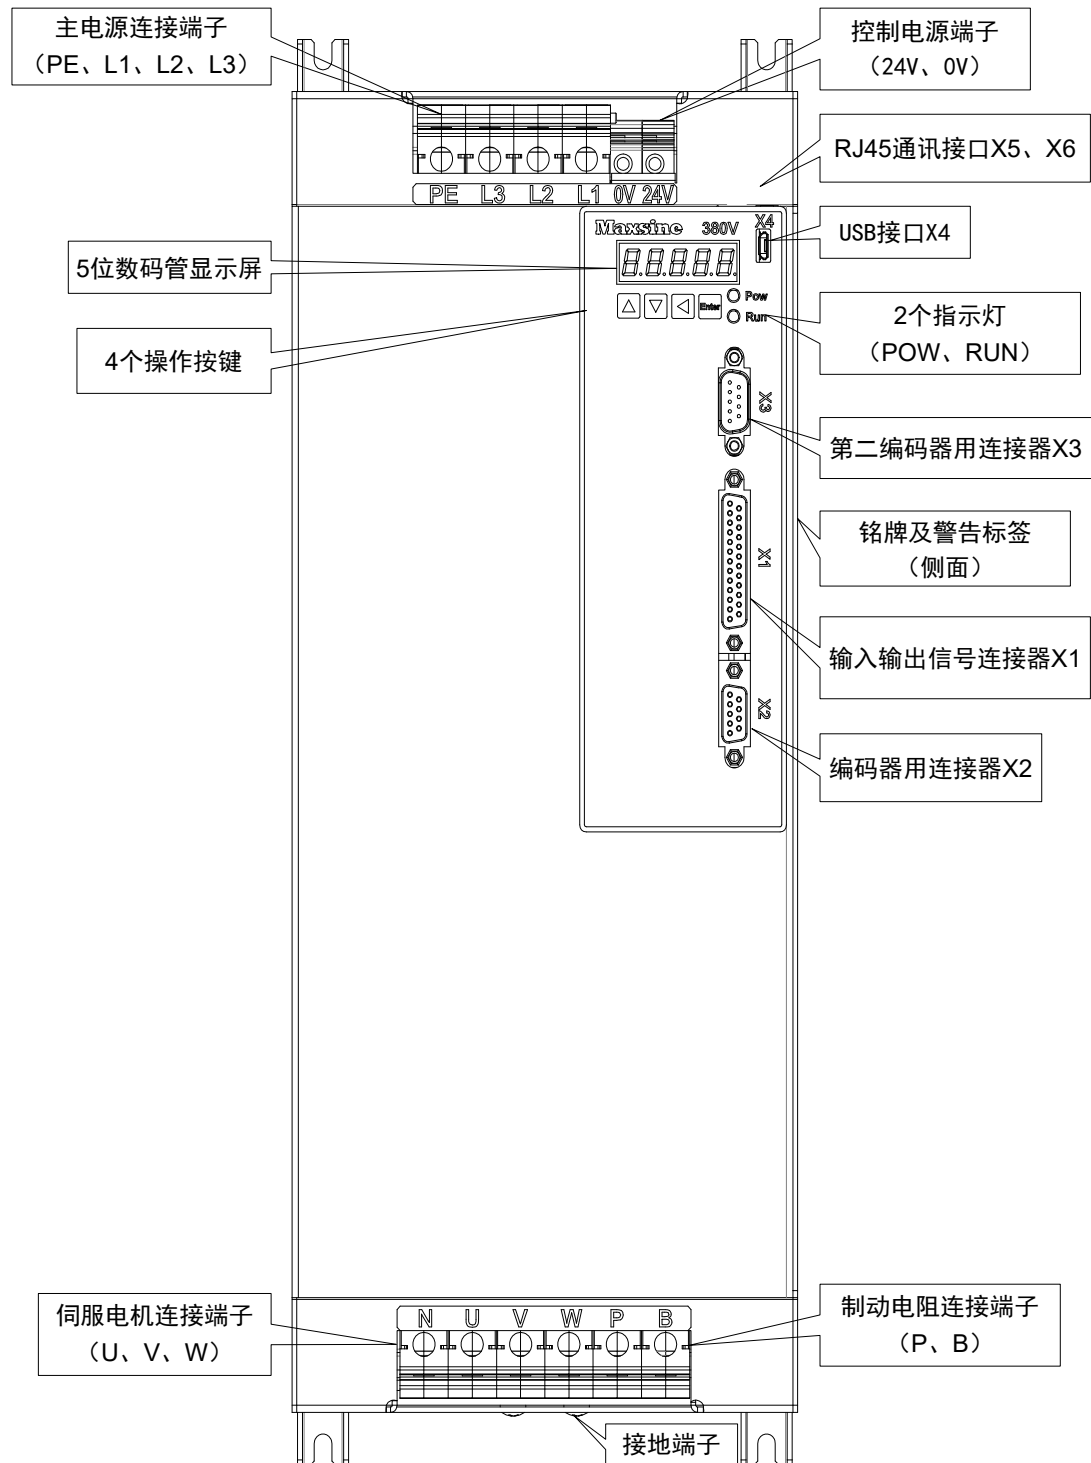 主电源连接端子
（PE、L1、L2、L3）
控制电源端子
（24V、0V）
RJ45通讯接口X5、X6
PE L3 L2 L1 0V 24V
Maxsine 380V X4
USB接口X4
5位数码管显示屏
8.8.8.8.8.
Enter
Pow
Run
2个指示灯
（POW、RUN）
4个操作按键
X3
第二编码器用连接器X3
铭牌及警告标签
（侧面）
X1
输入输出信号连接器X1
X2
编码器用连接器X2
伺服电机连接端子
（U、V、W）
N U V W P B
制动电阻连接端子
（P、B）
接地端子